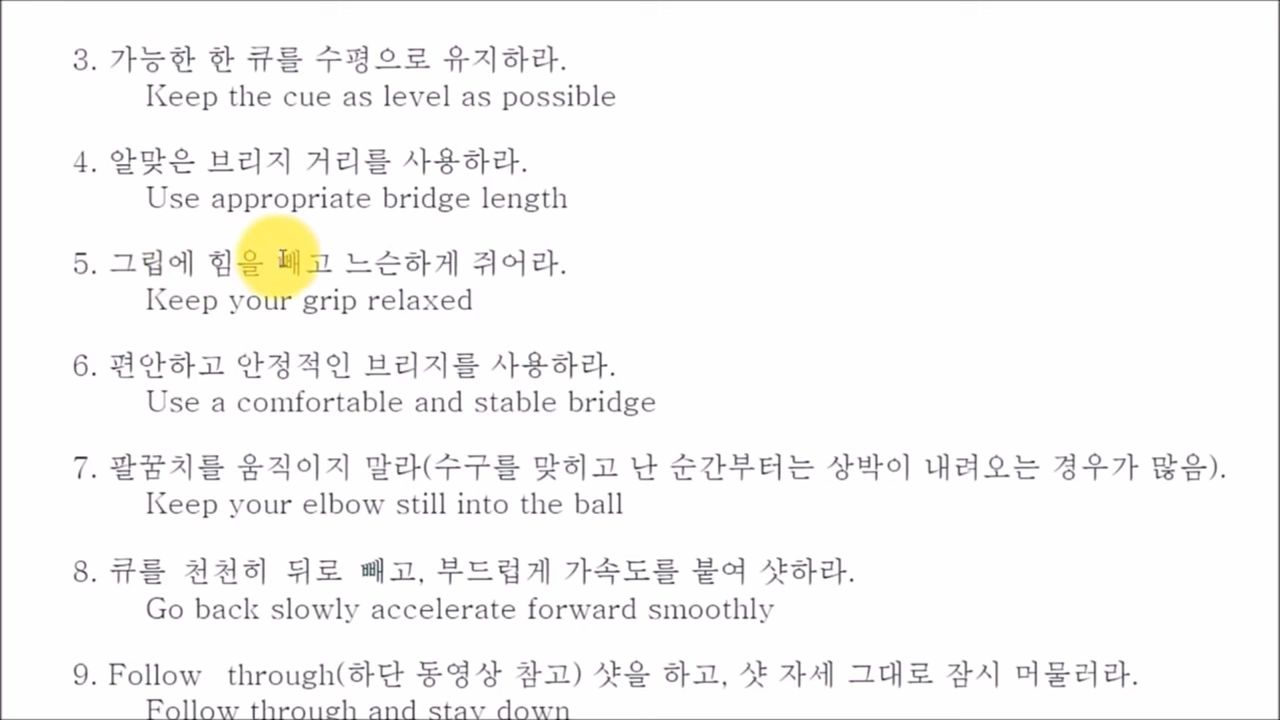 3. 가능한 한 큐를 수평으로 유지하라.
Keep the cue as level as possible
4. 알맞은 브리지 거리를 사용하라.
Use appropriate bridge length
5. 그립에 힘을 빼고 느슨하게 쥐어라.
Keep your grip relaxed
6. 편안하고 안정적인 브리지를 사용하라.
Use a comfortable and stable bridge
7. 팔꿈치를 움직이지 말라(수구를 맞히고 난 순간부터는 상박이 내려오는 경우가 많음).
Keep your elbow still into the ball
8. 큐를 천천히 뒤로 빼고, 부드럽게 가속도를 붙여 샷하라.
Go back slowly accelerate forward smoothly
9. Follow through(하단 동영상 참고) 샷을 하고, 샷 자세 그대로 잠시 머물러라.
Follow through and stay down